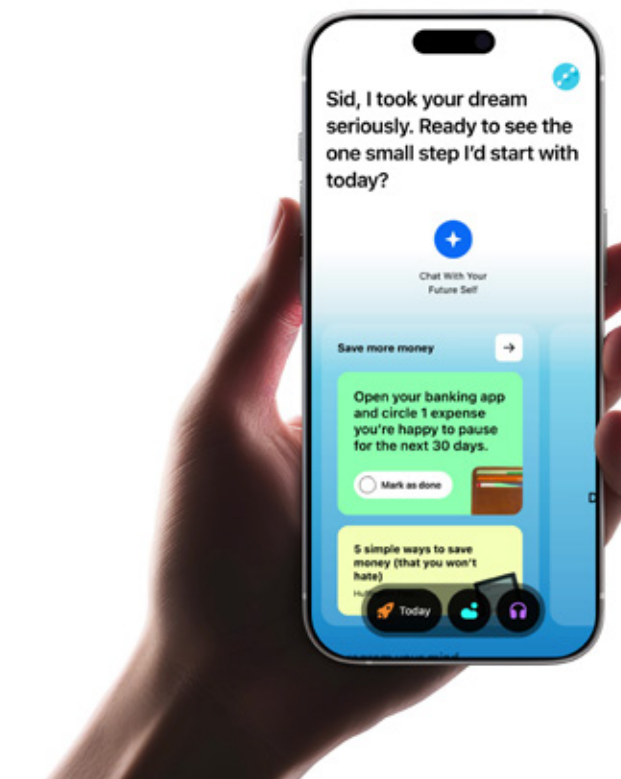 Sid, I took your dream
seriously. Ready to see the
one small step I'd start with
today?
Chat With Your
Future Self
Save more money
Open your banking app
and circle 1 expense
you're happy to pause
for the next 30 days.
Mark as done
5 simple ways to save
money (that you won't
hate)
Today
your mind